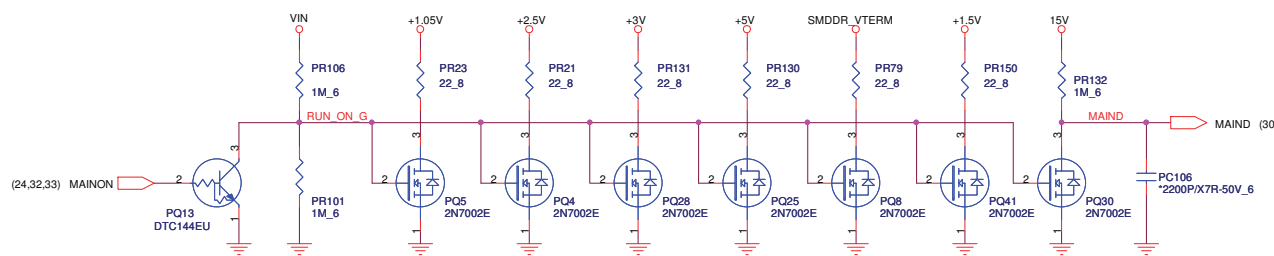 VIN
+1.05V
+2.5V
+3V
+5V
SMDDR_VTERM
+1.5V
15V
PR106
1M_6
PR23
22_8
PR21
22_8
PR131
22_8
PR130
22_8
PR79
22_8
PR150
22_8
PR132
1M_6
RUN_ON_G
MAIND
MAIND (30
3
3
3
3
3
3
3
3
(24,32,33) MAINON
2
2
2
2
2
2
2
2
PC106
*2200P/X7R-50V_6
PQ13
DTC144EU
PR101
1M_6
PQ5
2N7002E
PQ4
2N7002E
PQ28
2N7002E
PQ25
2N7002E
PQ8
2N7002E
PQ41
2N7002E
PQ30
2N7002E
1
1
1
1
1
1
1
1